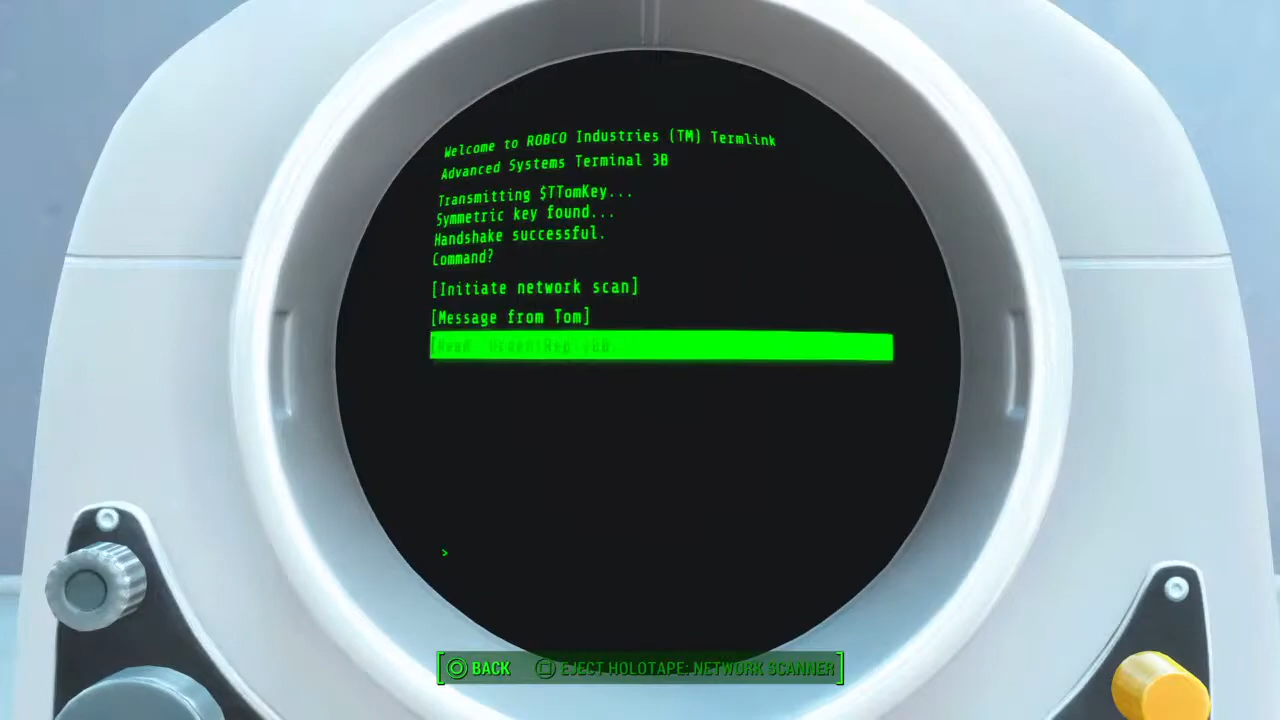 Welcome to ROBCO Industries (TM) Termlink
Advanced Systems Terminal 3B
Transmitting $TTomKey...
Symmetric key found...
Handshake successful.
Command?
[Initiate network scan]
[Message from Tom]
>
BACK
EJECT HOLOTAPE: NETWORK SCANNER